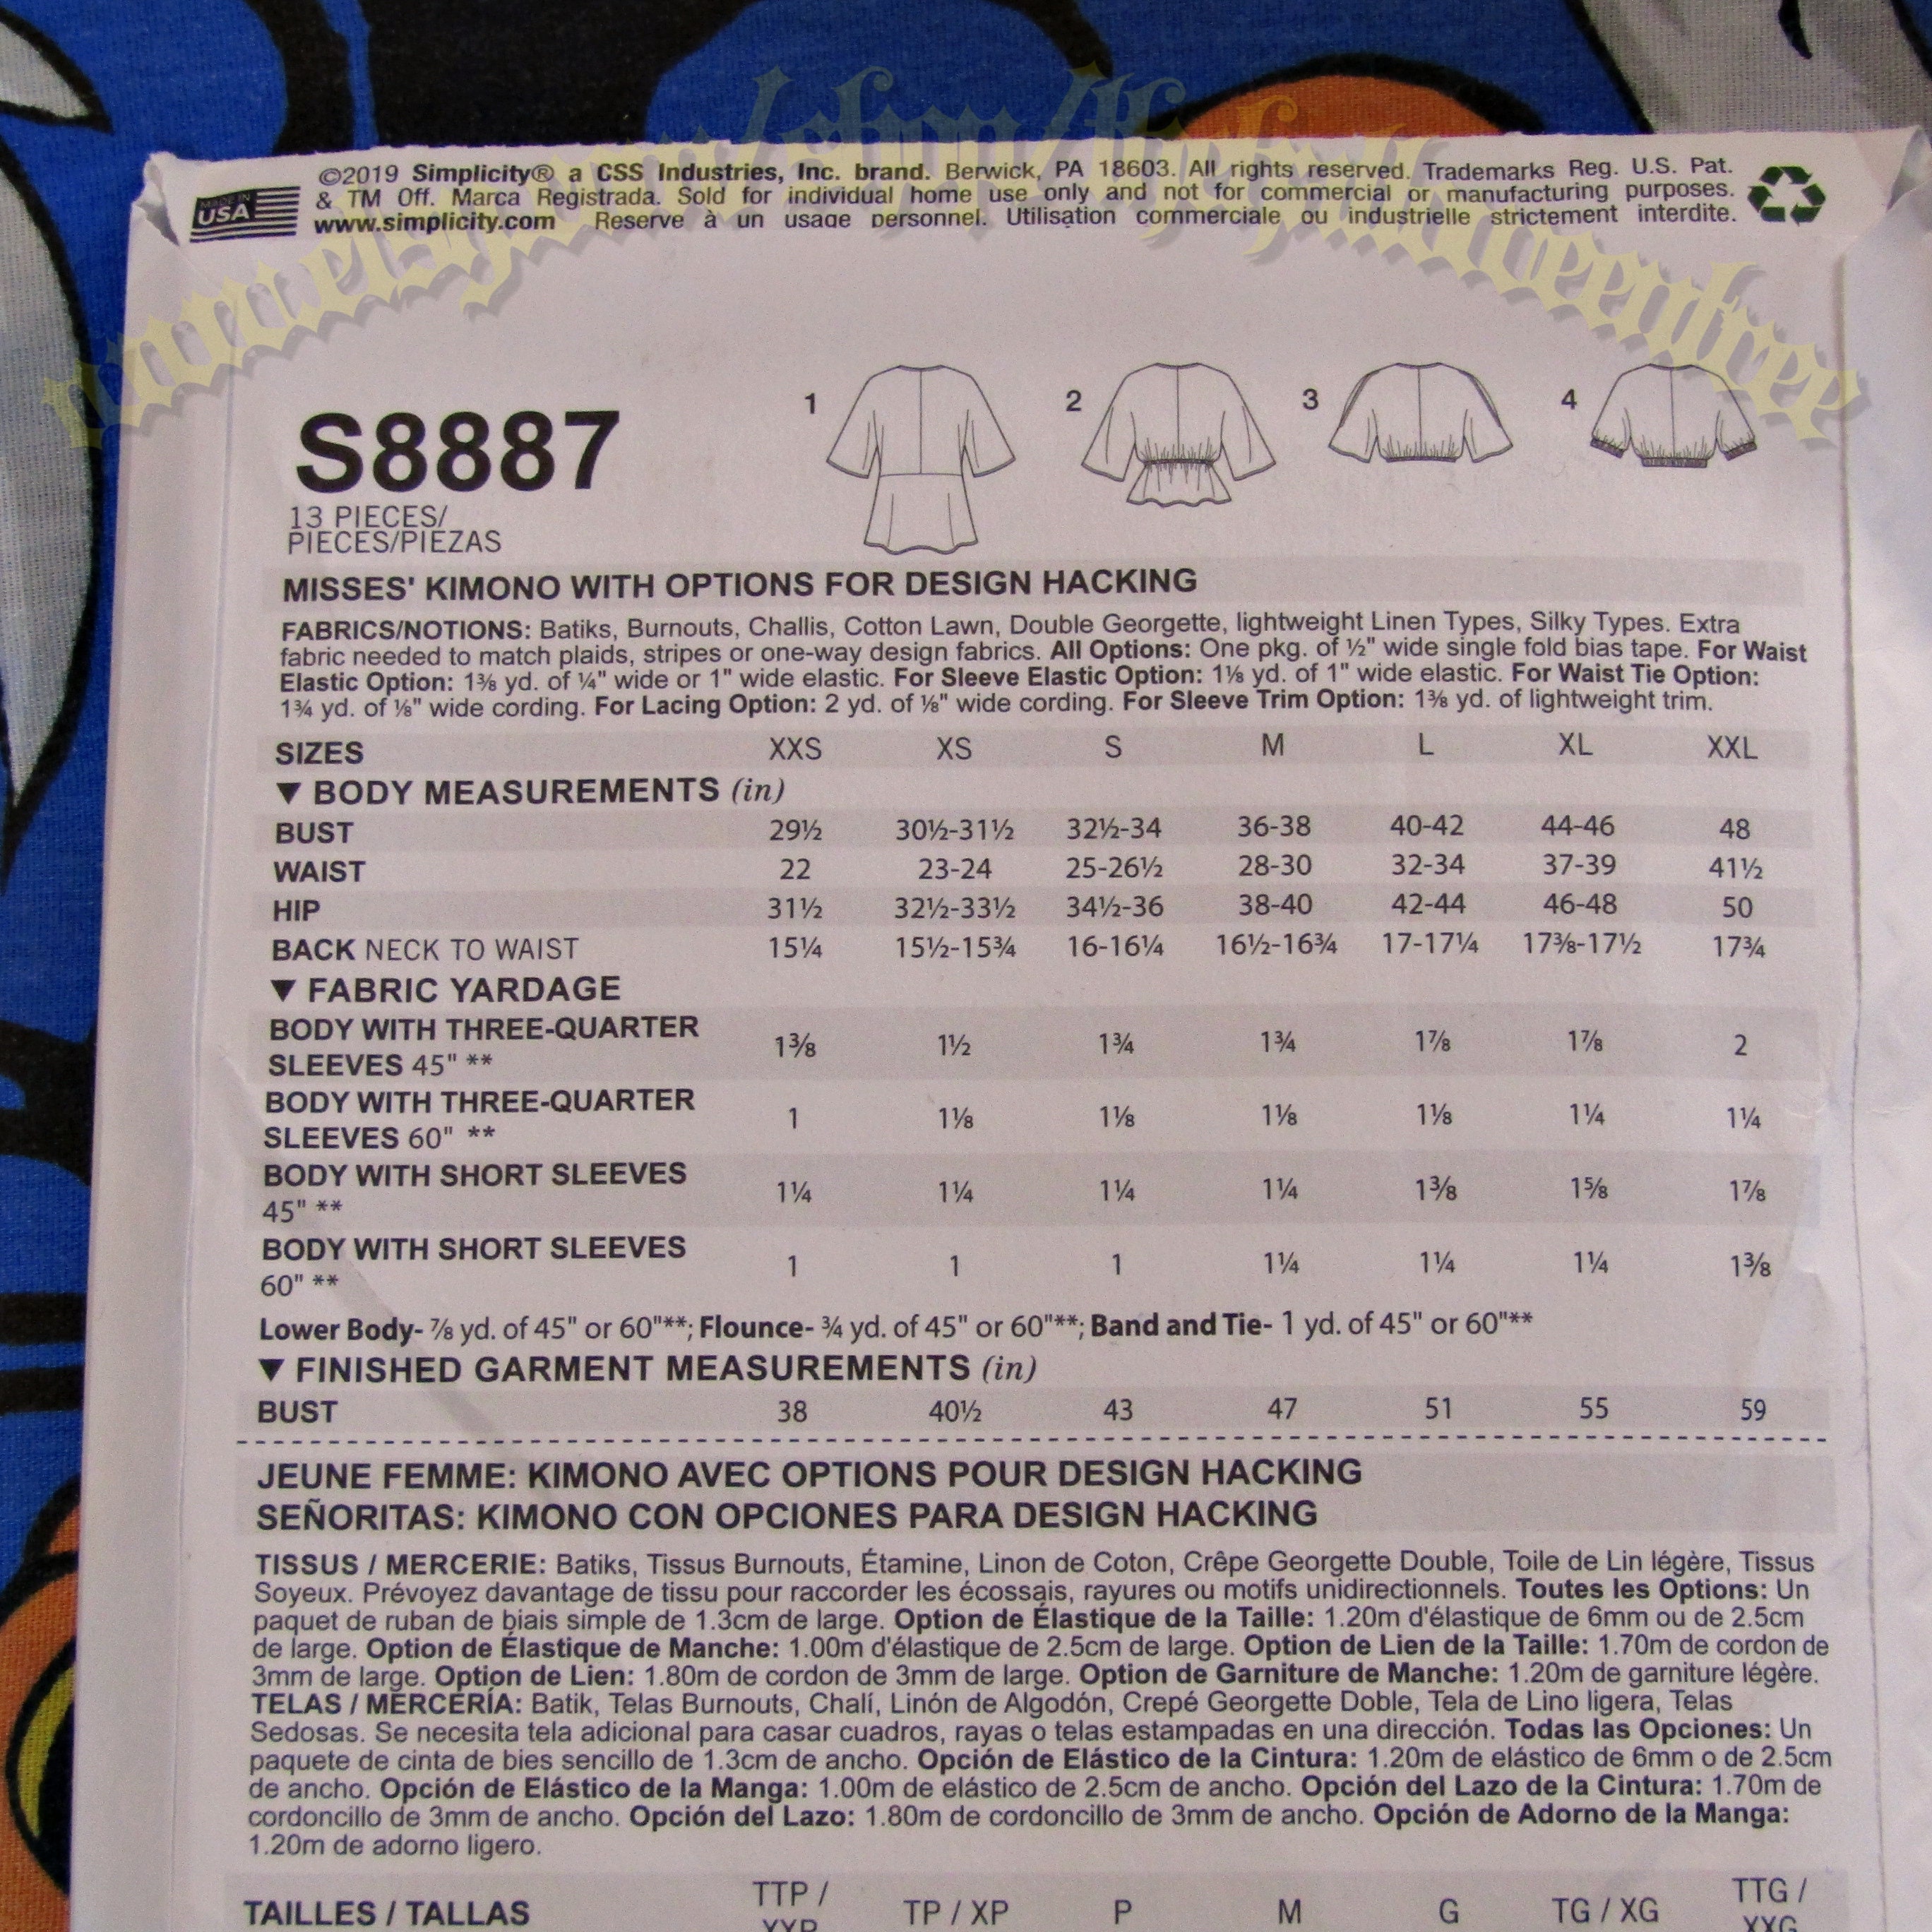 MADE IN
USA
©2019 Simplicity® a CSS Industries, Inc. brand. Berwick, PA 18603. All rights reserved. Trademarks Reg. U.S. Pat.
& TM Off. Marca Registrada. Sold for individual home use only and not for commercial or manufacturing purposes.
www.simplicity.com Reserve à un usage personnel. Utilisation commerciale ou industrielle strictement interdite.
1 2 3 4
S8887
13 PIECES/
PIECES/PIEZAS
MISSES' KIMONO WITH OPTIONS FOR DESIGN HACKING
FABRICS/NOTIONS: Batiks, Burnouts, Challis, Cotton Lawn, Double Georgette, lightweight Linen Types, Silky Types. Extra
fabric needed to match plaids, stripes or one-way design fabrics. All Options: One pkg. of ½" wide single fold bias tape. For Waist
Elastic Option: 1⅜ yd. of ¼" wide or 1" wide elastic. For Sleeve Elastic Option: 1⅛ yd. of 1" wide elastic. For Waist Tie Option:
1¾ yd. of ⅛" wide cording. For Lacing Option: 2 yd. of ⅛" wide cording. For Sleeve Trim Option: 1⅜ yd. of lightweight trim.
SIZES XXS XS S M L XL XXL
▼ BODY MEASUREMENTS (in)
BUST 29½ 30½-31½ 32½-34 36-38 40-42 44-46 48
WAIST 22 23-24 25-26½ 28-30 32-34 37-39 41½
HIP 31½ 32½-33½ 34½-36 38-40 42-44 46-48 50
BACK NECK TO WAIST 15¼ 15½-15¾ 16-16¼ 16½-16¾ 17-17¼ 17⅜-17½ 17¾
▼ FABRIC YARDAGE
BODY WITH THREE-QUARTER
SLEEVES 45" ** 1⅜ 1½ 1¾ 1¾ 1⅞ 1⅞ 2
BODY WITH THREE-QUARTER
SLEEVES 60" ** 1 1⅛ 1⅛ 1⅛ 1⅛ 1¼ 1¼
BODY WITH SHORT SLEEVES
45" ** 1¼ 1¼ 1¼ 1¼ 1⅜ 1⅝ 1⅞
BODY WITH SHORT SLEEVES
60" ** 1 1 1 1¼ 1¼ 1¼ 1⅜
Lower Body- ⅞ yd. of 45" or 60"**; Flounce- ¾ yd. of 45" or 60"**; Band and Tie- 1 yd. of 45" or 60"**
▼ FINISHED GARMENT MEASUREMENTS (in)
BUST 38 40½ 43 47 51 55 59
JEUNE FEMME: KIMONO AVEC OPTIONS POUR DESIGN HACKING
SEÑORITAS: KIMONO CON OPCIONES PARA DESIGN HACKING
TISSUS / MERCERIE: Batiks, Tissus Burnouts, Étamine, Linon de Coton, Crêpe Georgette Double, Toile de Lin légère, Tissus
Soyeux. Prévoyez davantage de tissu pour raccorder les écossais, rayures ou motifs unidirectionnels. Toutes les Options: Un
paquet de ruban de biais simple de 1.3cm de large. Option de Élastique de la Taille: 1.20m d'élastique de 6mm ou de 2.5cm
de large. Option de Élastique de Manche: 1.00m d'élastique de 2.5cm de large. Option de Lien de la Taille: 1.70m de cordon de
3mm de large. Option de Lien: 1.80m de cordon de 3mm de large. Option de Garniture de Manche: 1.20m de garniture légère.
TELAS / MERCERÍA: Batik, Telas Burnouts, Chalí, Linón de Algodón, Crepé Georgette Doble, Tela de Lino ligera, Telas
Sedosas. Se necesita tela adicional para casar cuadros, rayas o telas estampadas en una dirección. Todas las Opciones: Un
paquete de cinta de bies sencillo de 1.3cm de ancho. Opción de Elástico de la Cintura: 1.20m de elástico de 6mm o de 2.5cm
de ancho. Opción de Elástico de la Manga: 1.00m de elástico de 2.5cm de ancho. Opción del Lazo de la Cintura: 1.70m de
cordoncillo de 3mm de ancho. Opción del Lazo: 1.80m de cordoncillo de 3mm de ancho. Opción de Adorno de la Manga:
1.20m de adorno ligero.
TAILLES / TALLAS TTP / TP / XP P M G TG / XG TTG /
XXP XXG